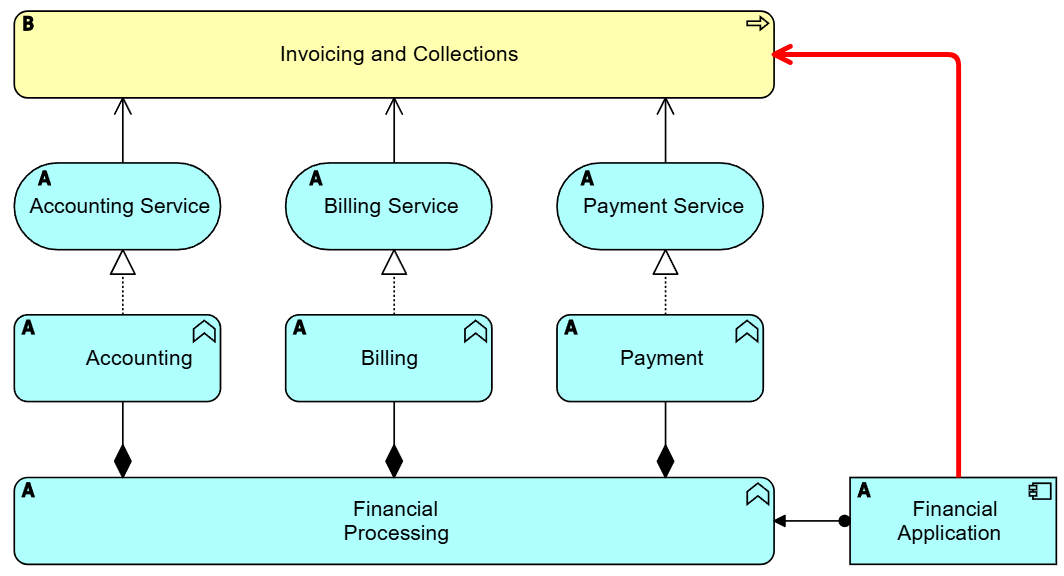 B
Invoicing and Collections
A
Accounting Service
A
Billing Service
A
Payment Service
A
Accounting
A
Billing
A
Payment
A
Financial
Processing
A
Financial
Application